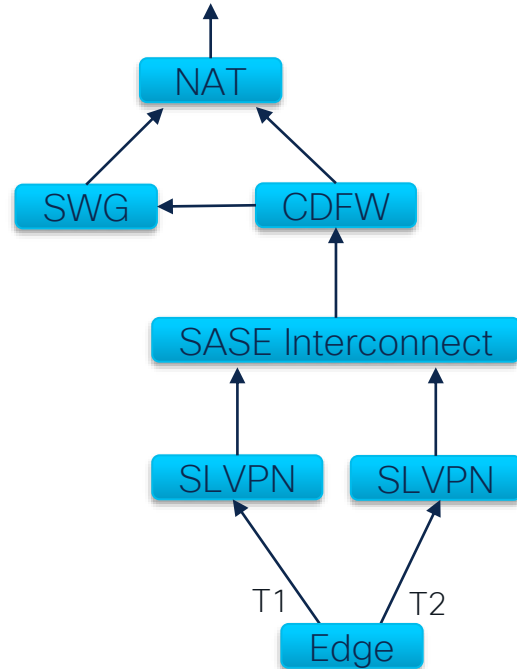 NAT
SWG
CDFW
SASE Interconnect
SLVPN
SLVPN
T1
T2
Edge